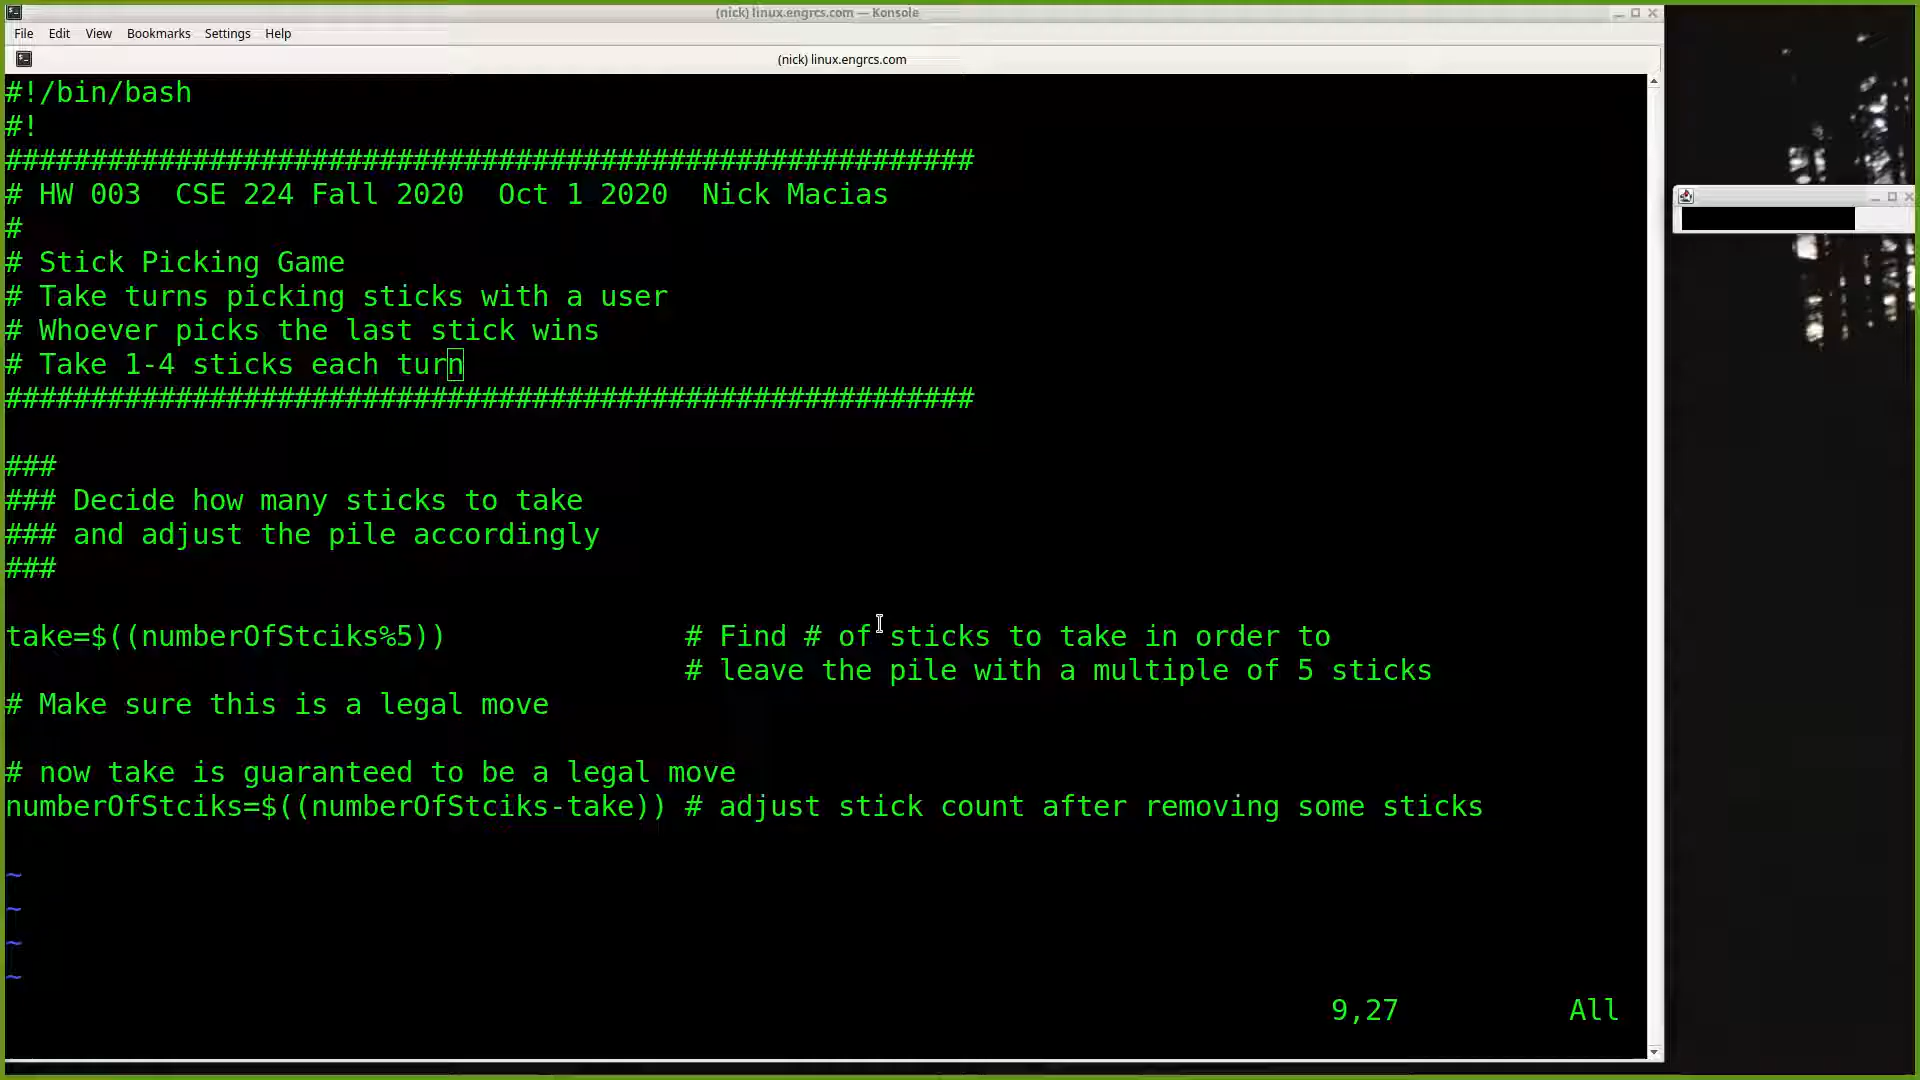 (nick) linux.engrcs.com — Konsole
File Edit View Bookmarks Settings Help
(nick) linux.engrcs.com
#!/bin/bash
#!
#########################################################
# HW 003  CSE 224 Fall 2020  Oct 1 2020  Nick Macias
#
# Stick Picking Game
# Take turns picking sticks with a user
# Whoever picks the last stick wins
# Take 1-4 sticks each turn
#########################################################
###
### Decide how many sticks to take
### and adjust the pile accordingly
###
take=$((numberOfStciks%5))              # Find # of sticks to take in order to
                                        # leave the pile with a multiple of 5 sticks
# Make sure this is a legal move
# now take is guaranteed to be a legal move
numberOfStciks=$((numberOfStciks-take)) # adjust stick count after removing some sticks
~
~
~
~
9,27 All